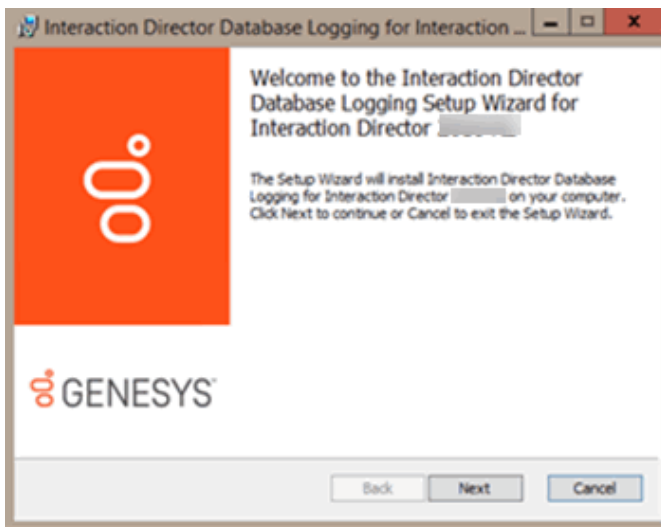 Interaction Director Database Logging for Interaction ...
Welcome to the Interaction Director
Database Logging Setup Wizard for
Interaction Director
The Setup Wizard will install Interaction Director Database
Logging for Interaction Director on your computer.
Click Next to continue or Cancel to exit the Setup Wizard.
GENESYS™
Back Next Cancel